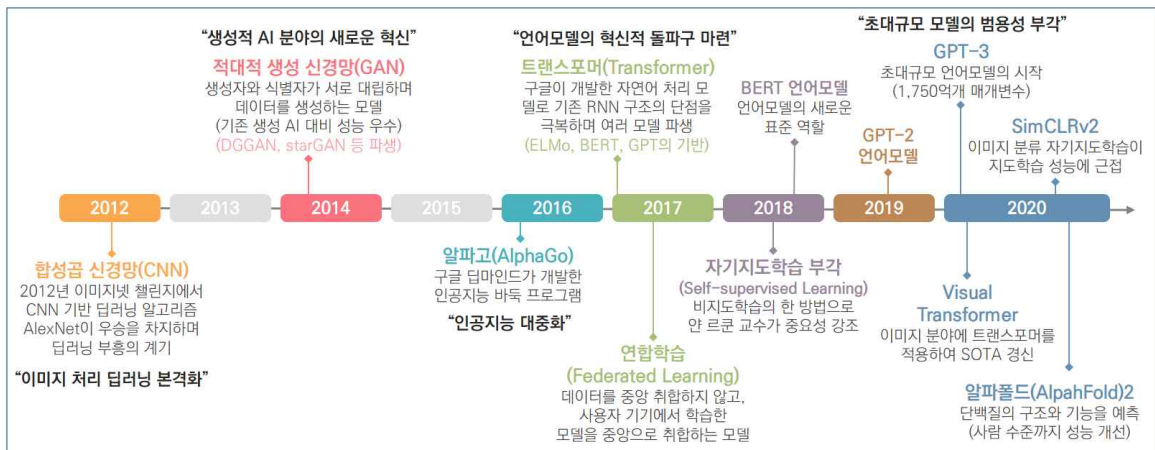 “생성적 AI 분야의 새로운 혁신”
적대적 생성 신경망(GAN)
생성자와 식별자가 서로 대립하며
데이터를 생성하는 모델
(기존 생성 AI 대비 성능 우수)
(DGGAN, starGAN 등 파생)
“언어모델의 혁신적 돌파구 마련”
트랜스포머(Transformer)
구글이 개발한 자연어 처리 모
델로 기존 RNN 구조의 단점을
극복하며 여러 모델 파생
(ELMo, BERT, GPT의 기반)
BERT 언어모델
언어모델의 새로운
표준 역할
GPT-2
언어모델
“초대규모 모델의 범용성 부각”
GPT-3
초대규모 언어모델의 시작
(1,750억개 매개변수)
SimCLRv2
이미지 분류 자기지도학습이
지도학습 성능에 근접
2012 2013 2014 2015 2016 2017 2018 2019 2020
합성곱 신경망(CNN)
2012년 이미지넷 챌린지에서
CNN 기반 딥러닝 알고리즘
AlexNet이 우승을 차지하며
딥러닝 부흥의 계기
“이미지 처리 딥러닝 본격화”
알파고(AlphaGo)
구글 딥마인드가 개발한
인공지능 바둑 프로그램
“인공지능 대중화”
연합학습
(Federated Learning)
데이터를 중앙 취합하지 않고,
사용자 기기에서 학습한
모델을 중앙으로 취합하는 모델
자기지도학습 부각
(Self-supervised Learning)
비지도학습의 한 방법으로
얀 르쿤 교수가 중요성 강조
Visual
Transformer
이미지 분야에 트랜스포머를
적용하여 SOTA 경신
알파폴드(AlpahFold)2
단백질의 구조와 기능을 예측
(사람 수준까지 성능 개선)